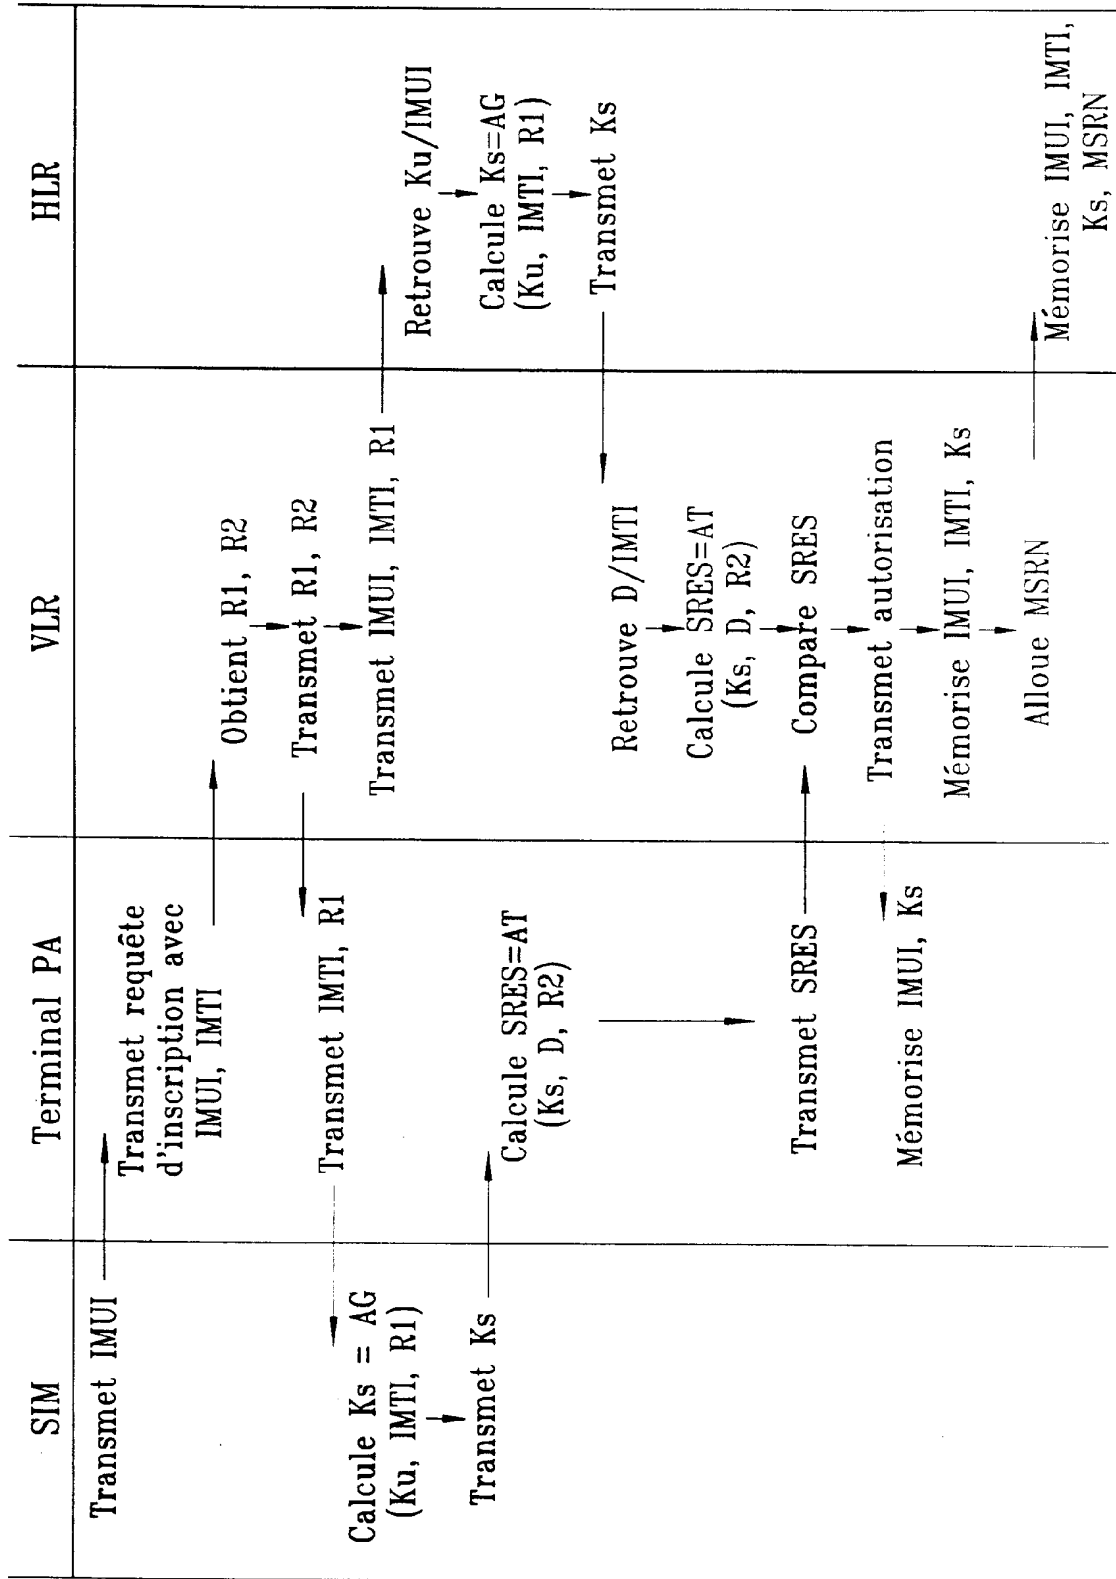 SIM
Terminal PA
VLR
HLR
Transmet IMUI
Transmet requête
d'inscription avec
IMUI, IMTI
Obtient R1, R2
Transmet R1, R2
Transmet IMUI, IMTI, R1
Retrouve Ku/IMUI
Calcule Ks=AG
(Ku, IMTI, R1)
Transmet Ks
Transmet IMTI, R1
Calcule Ks = AG
(Ku, IMTI, R1)
Transmet Ks
Calcule SRES=AT
(Ks, D, R2)
Transmet SRES
Retrouve D/IMTI
Calcule SRES=AT
(Ks, D, R2)
Compare SRES
Transmet autorisation
Mémorise IMUI, IMTI, Ks
Alloue MSRN
Mémorise IMUI, Ks
Mémorise IMUI, IMTI,
Ks, MSRN